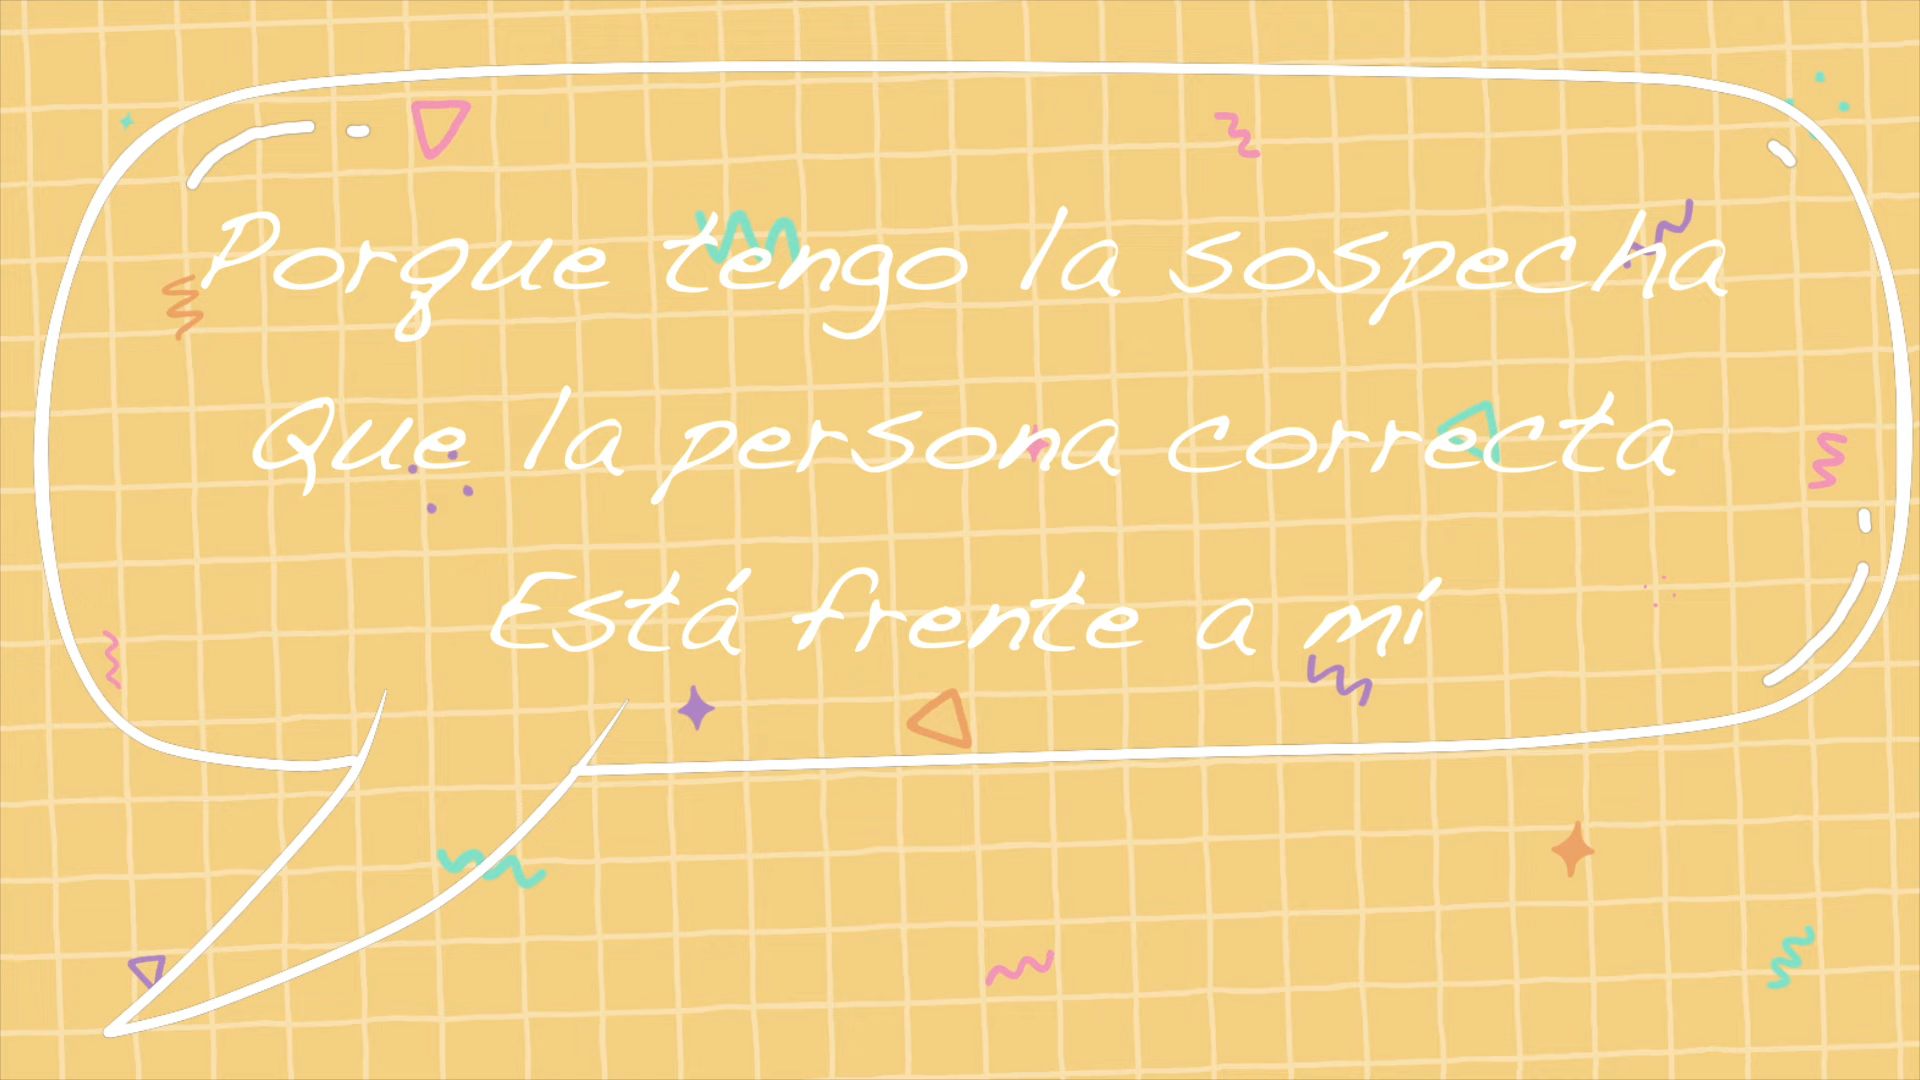 Porque tengo la sospecha
Que la persona correcta
Está frente a mí